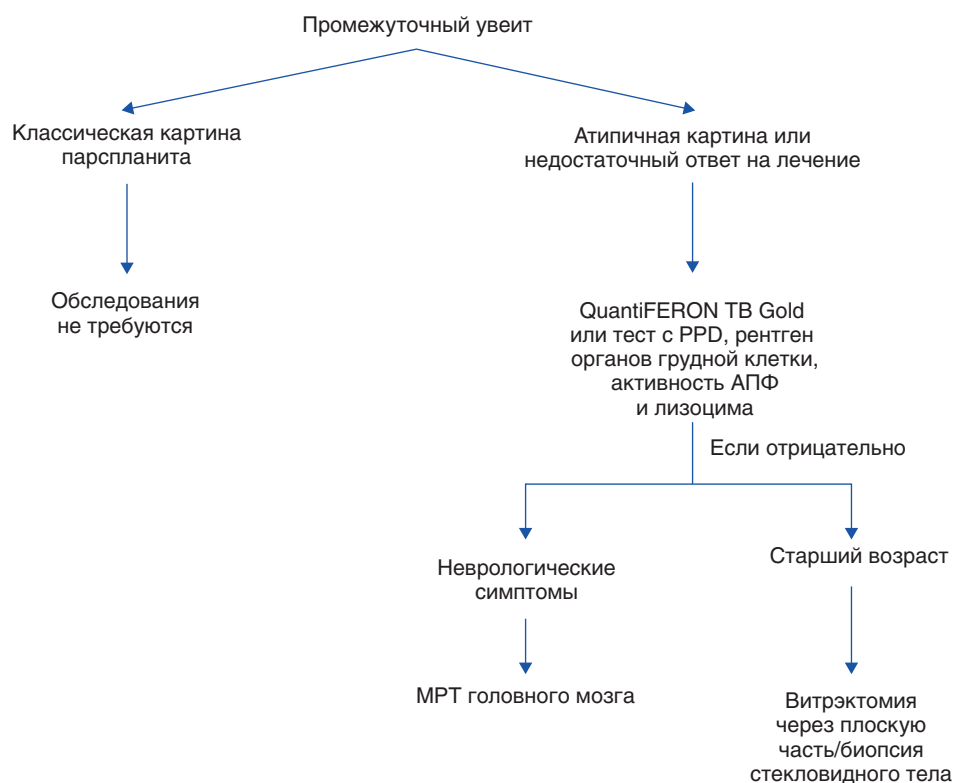 Промежуточный увеит
Классическая картина
парспланита
Атипичная картина или
недостаточный ответ на лечение
Обследования
не требуются
QuantiFERON TB Gold
или тест с PPD, рентген
органов грудной клетки,
активность АПФ
и лизоцима
Если отрицательно
Неврологические
симптомы
Старший возраст
МРТ головного мозга
Витрэктомия
через плоскую
часть/биопсия
стекловидного тела